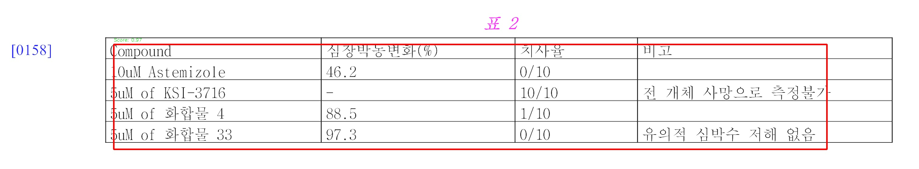 표 2
[0158]
Compound 심장박동변화(%) 치사율 비고
10uM Astemizole 46.2 0/10
5uM of KSI-3716 - 10/10 전 개체 사망으로 측정불가
5uM of 화합물 4 88.5 1/10
5uM of 화합물 33 97.3 0/10 유의적 심박수 저해 없음